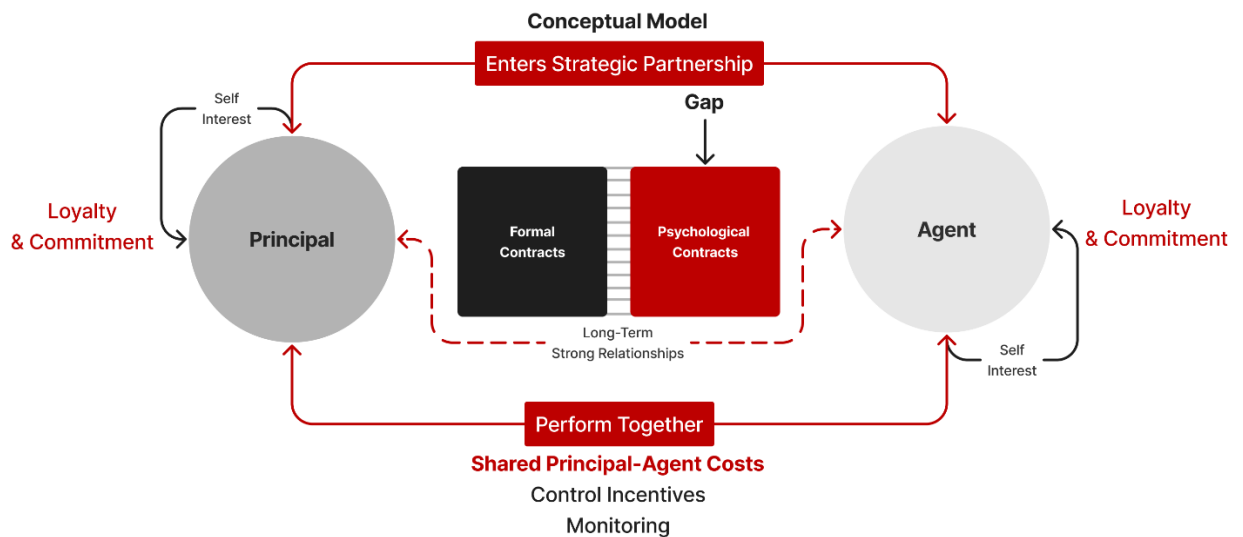 Conceptual Model
Enters Strategic Partnership
Self
Interest
Gap
Loyalty
& Commitment
Principal
Formal
Contracts
Psychological
Contracts
Agent
Loyalty
& Commitment
Long-Term
Strong Relationships
Self
Interest
Perform Together
Shared Principal-Agent Costs
Control Incentives
Monitoring